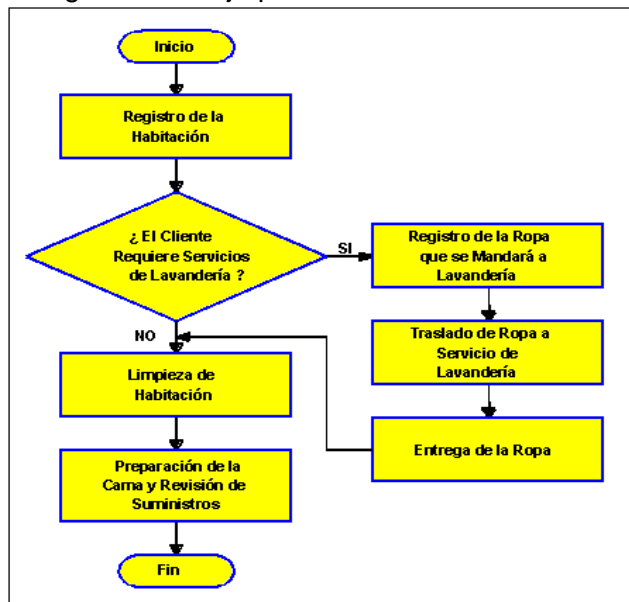 Inicio
Registro de la
Habitación
¿ El Cliente
Requiere Servicios
de Lavandería ?
SI
Registro de la Ropa
que se Mandará a
Lavandería
Traslado de Ropa a
Servicio de
Lavandería
Entrega de la Ropa
NO
Limpieza de
Habitación
Preparación de la
Cama y Revisión de
Suministros
Fin